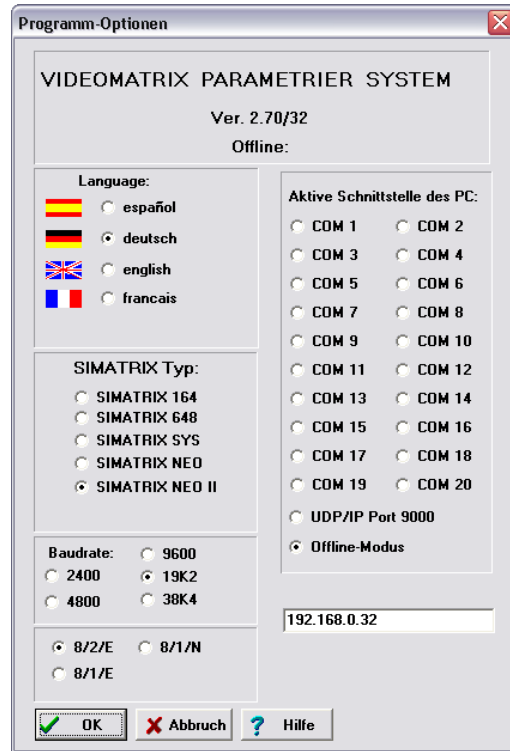 Programm-Optionen
VIDEOMATRIX PARAMETRIER SYSTEM
Ver. 2.70/32
Offline:
Language:
español
deutsch
english
francais
SIMATRIX Typ:
SIMATRIX 164
SIMATRIX 648
SIMATRIX SYS
SIMATRIX NEO
SIMATRIX NEO II
Baudrate:
9600
2400
19K2
4800
38K4
8/2/E
8/1/N
8/1/E
Aktive Schnittstelle des PC:
COM 1
COM 2
COM 3
COM 4
COM 5
COM 6
COM 7
COM 8
COM 9
COM 10
COM 11
COM 12
COM 13
COM 14
COM 15
COM 16
COM 17
COM 18
COM 19
COM 20
UDP/IP Port 9000
Offline-Modus
192.168.0.32
OK
Abbruch
Hilfe